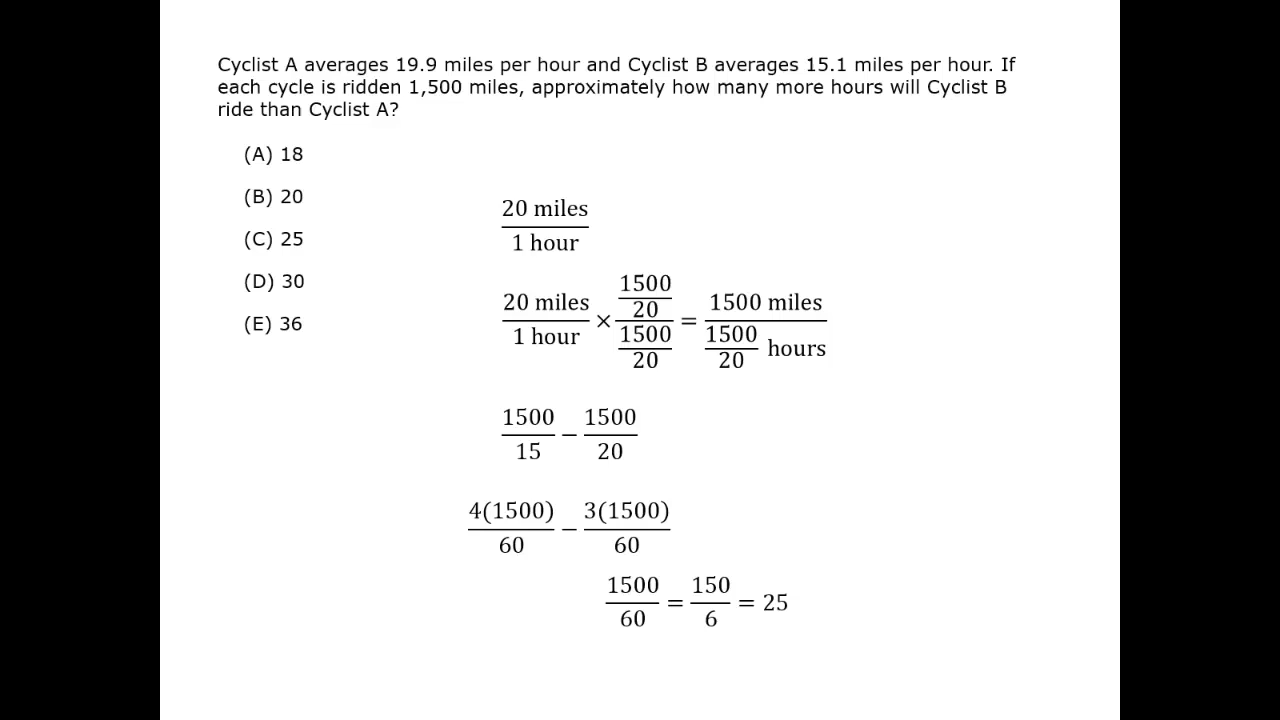 Cyclist A averages 19.9 miles per hour and Cyclist B averages 15.1 miles per hour. If
each cycle is ridden 1,500 miles, approximately how many more hours will Cyclist B
ride than Cyclist A?
(A) 18
(B) 20
(C) 25
(D) 30
(E) 36
20 miles
1 hour
20 miles/1 hour × (1500/20)/(1500/20) = 1500 miles/(1500/20 hours)
1500/15 − 1500/20
4(1500)/60 − 3(1500)/60
1500/60 = 150/6 = 25